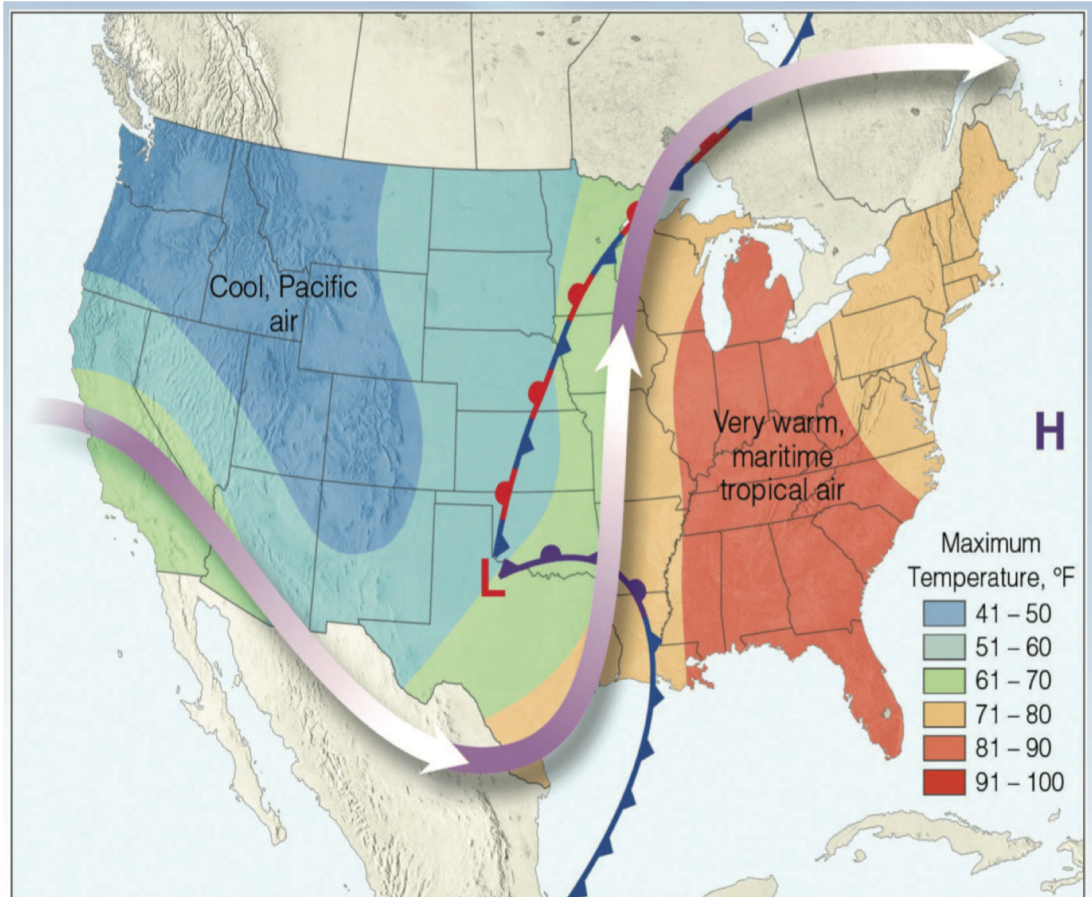 Cool, Pacific
air
Very warm,
maritime
tropical air
H
L
Maximum
Temperature, ºF
41 – 50
51 – 60
61 – 70
71 – 80
81 – 90
91 – 100